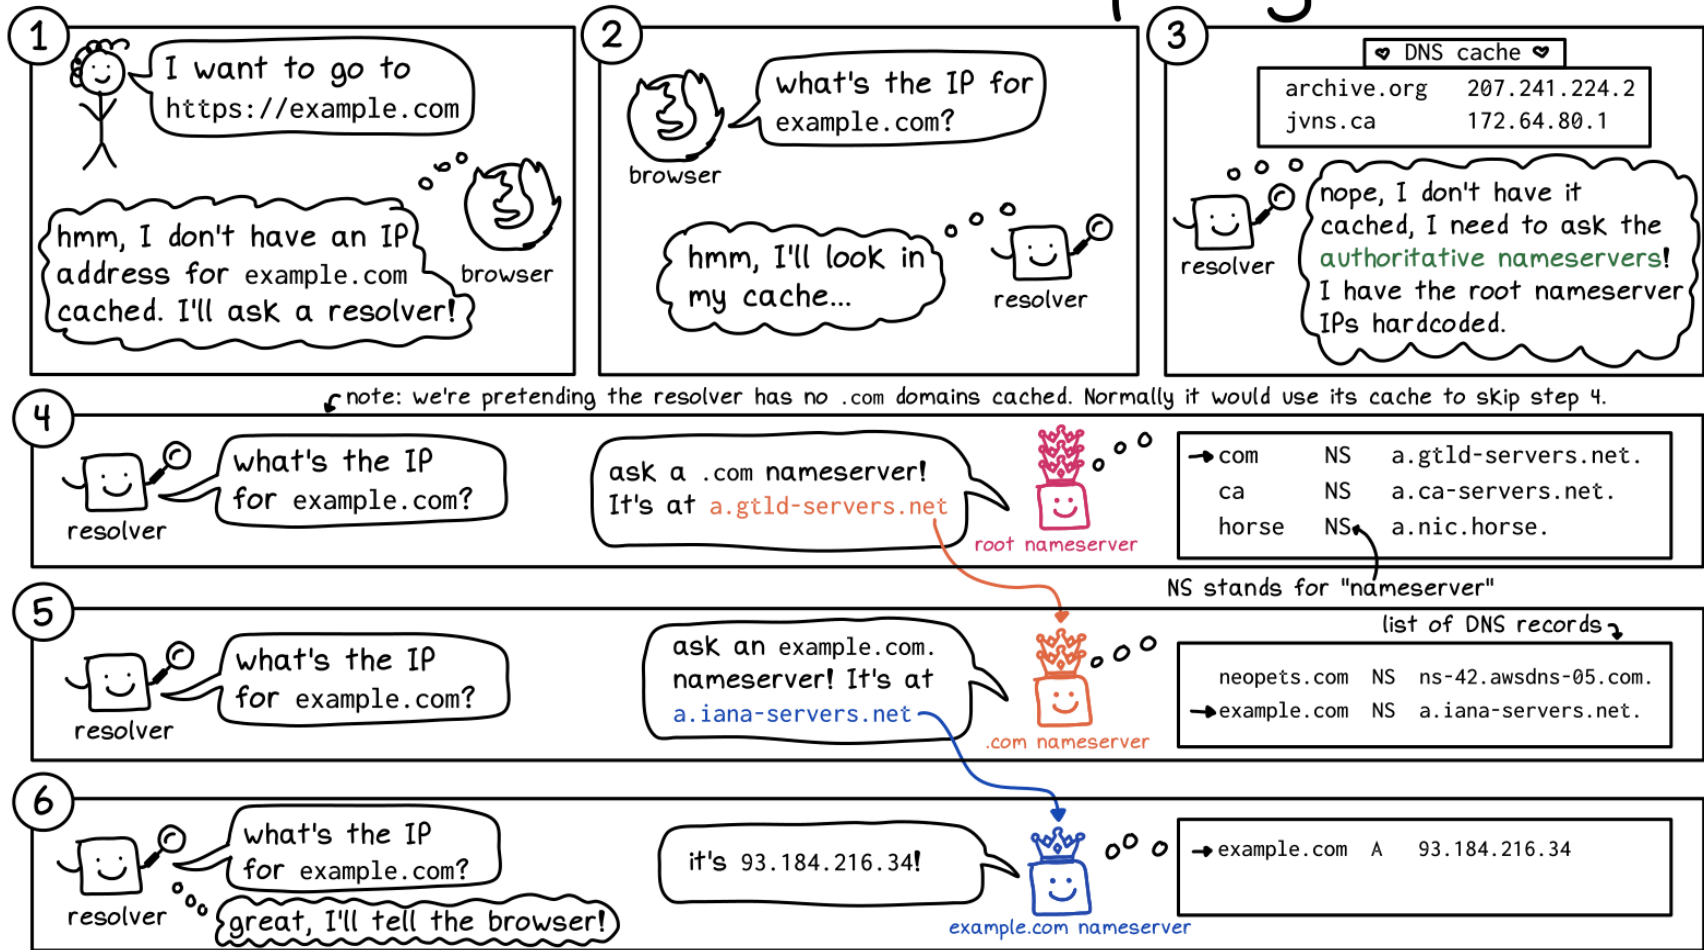 1
I want to go to
https://example.com
hmm, I don't have an IP
address for example.com
cached. I'll ask a resolver!
browser
2
what's the IP for
example.com?
browser
hmm, I'll look in
my cache...
resolver
3
♥ DNS cache ♥
archive.org 207.241.224.2
jvns.ca 172.64.80.1
resolver
nope, I don't have it
cached, I need to ask the
authoritative nameservers!
I have the root nameserver
IPs hardcoded.
note: we're pretending the resolver has no .com domains cached. Normally it would use its cache to skip step 4.
4
resolver
what's the IP
for example.com?
ask a .com nameserver!
It's at a.gtld-servers.net
root nameserver
com NS a.gtld-servers.net.
ca NS a.ca-servers.net.
horse NS a.nic.horse.
NS stands for "nameserver"
5
resolver
what's the IP
for example.com?
ask an example.com.
nameserver! It's at
a.iana-servers.net
.com nameserver
list of DNS records
neopets.com NS ns-42.awsdns-05.com.
example.com NS a.iana-servers.net.
6
resolver
what's the IP
for example.com?
great, I'll tell the browser!
it's 93.184.216.34!
example.com nameserver
example.com A 93.184.216.34